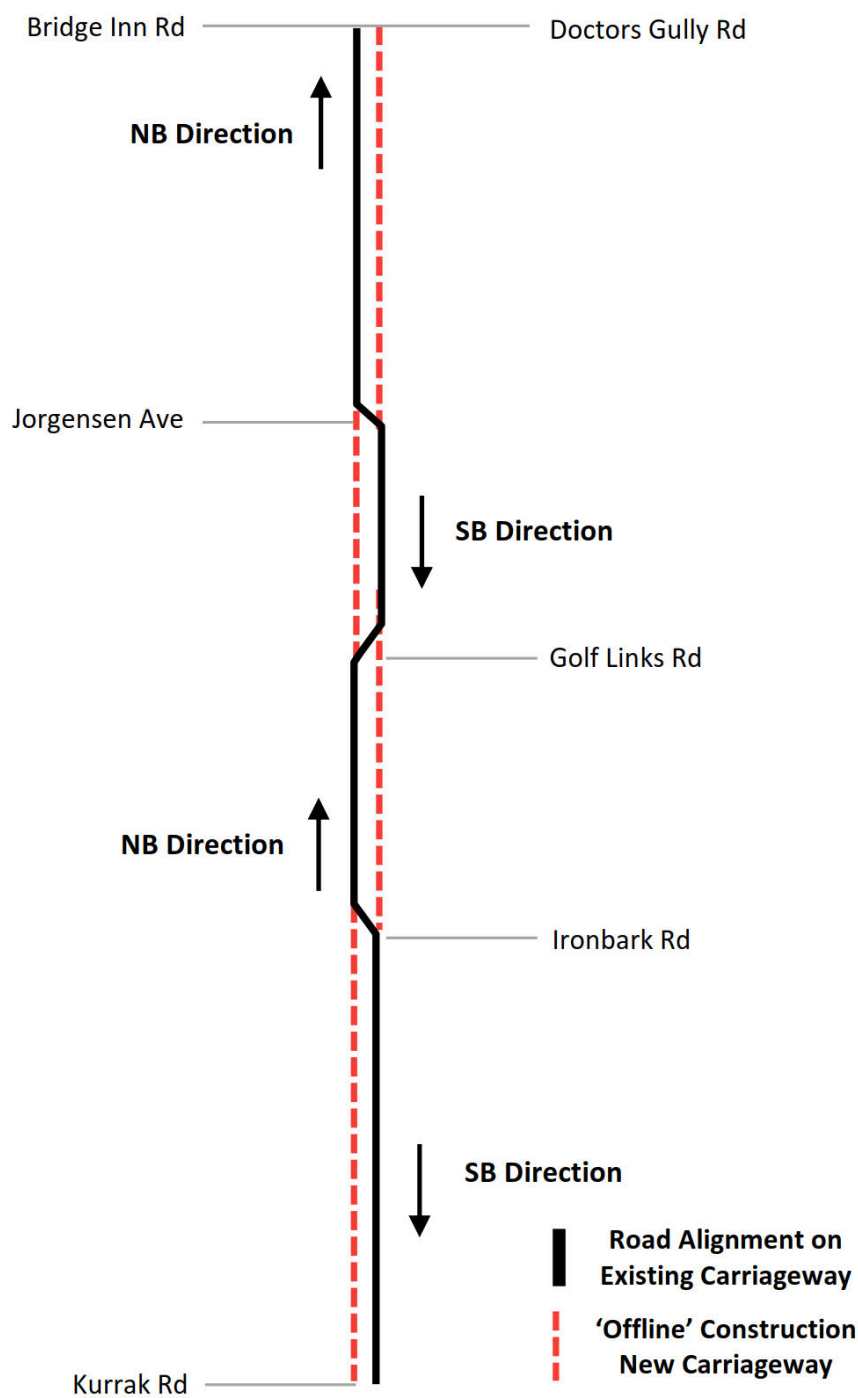 Bridge Inn Rd
Doctors Gully Rd
NB Direction
Jorgensen Ave
SB Direction
Golf Links Rd
NB Direction
Ironbark Rd
SB Direction
Road Alignment on
Existing Carriageway
‘Offline’ Construction
New Carriageway
Kurrak Rd